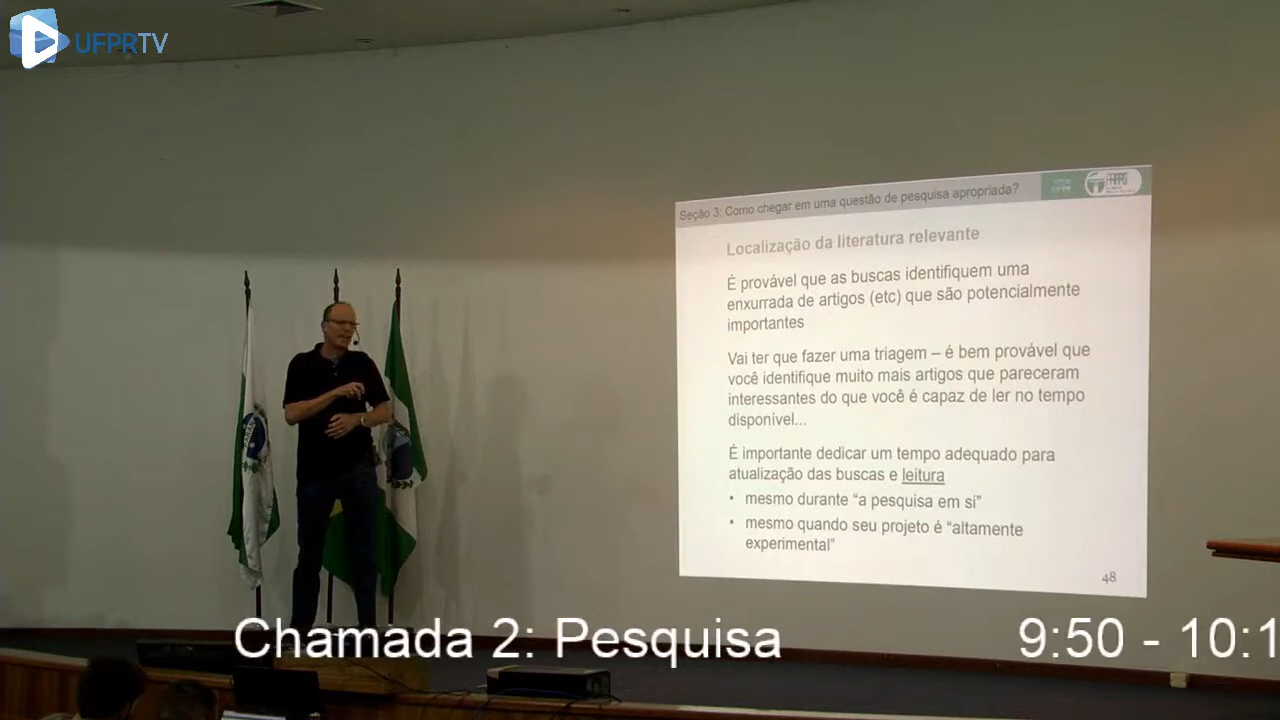 UFPRTV
Seção 3: Como chegar em uma questão de pesquisa apropriada?
Localização da literatura relevante
É provável que as buscas identifiquem uma
enxurrada de artigos (etc) que são potencialmente
importantes
Vai ter que fazer uma triagem – é bem provável que
você identifique muito mais artigos que pareceram
interessantes do que você é capaz de ler no tempo
disponível...
É importante dedicar um tempo adequado para
atualização das buscas e leitura
• mesmo durante “a pesquisa em si”
• mesmo quando seu projeto é “altamente
experimental”
48
Chamada 2: Pesquisa 9:50 - 10:1